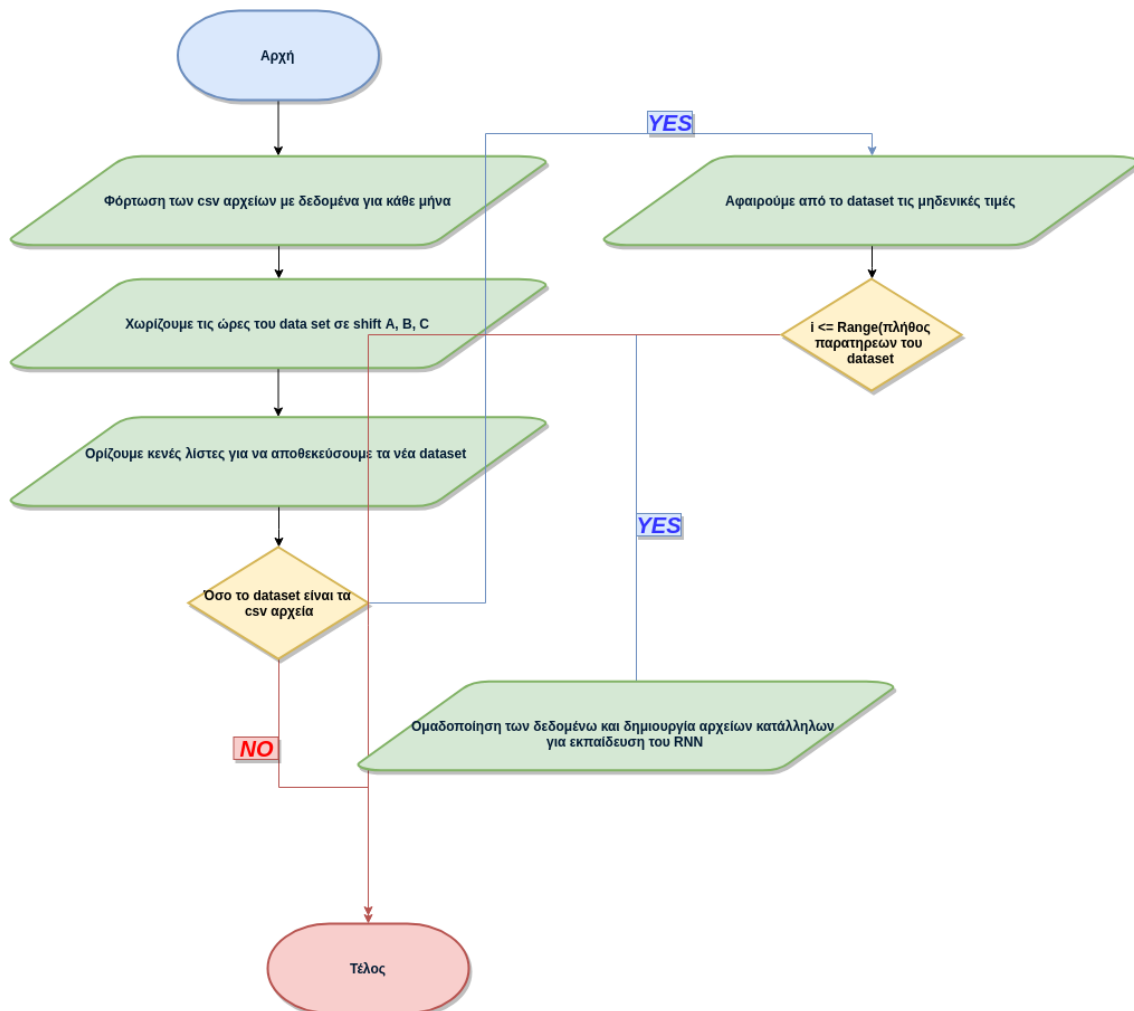 Αρχή
YES
Φόρτωση των csv αρχείων με δεδομένα για κάθε μήνα
Αφαιρούμε από το dataset τις μηδενικές τιμές
Χωρίζουμε τις ώρες του data set σε shift A, B, C
i <= Range(πλήθος
παρατηρεων του
dataset
Ορίζουμε κενές λίστες για να αποθεκεύσουμε τα νέα dataset
YES
Όσο το dataset είναι τα
csv αρχεία
Ομαδοποίηση των δεδομένω και δημιουργία αρχείων κατάλληλων
για εκπαίδευση του RNN
NO
Τέλος